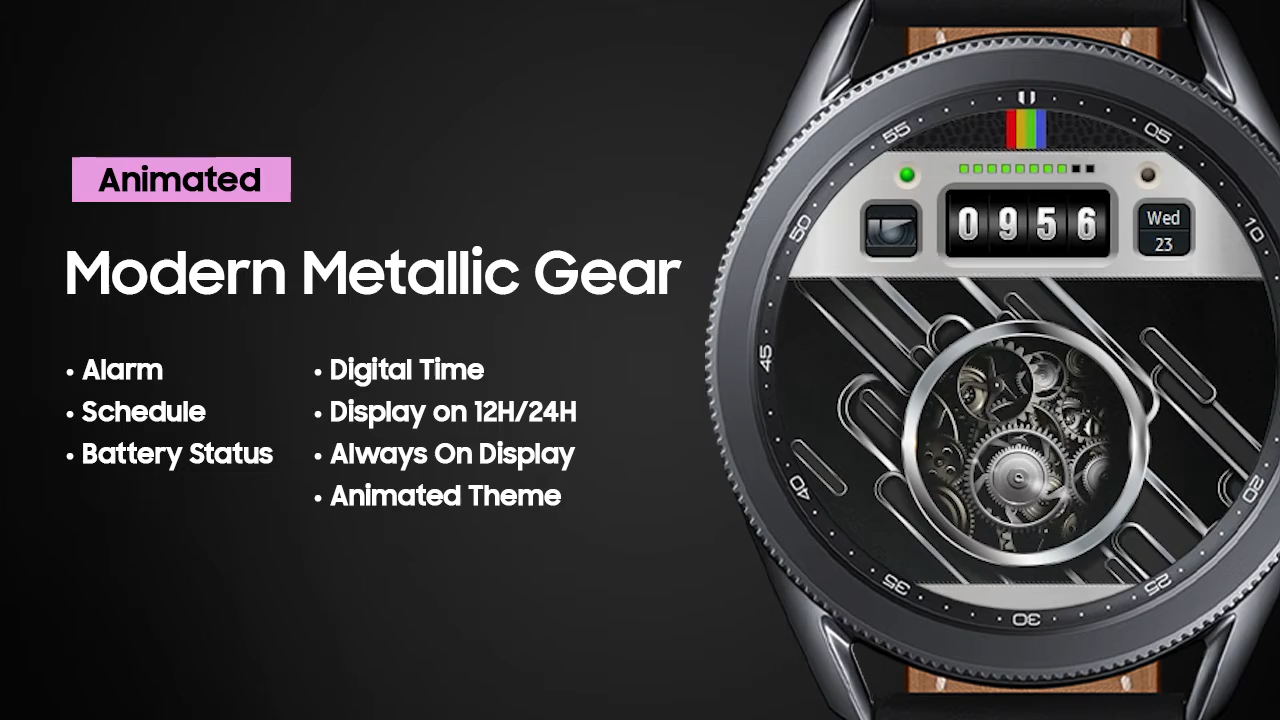 Animated
Modern Metallic Gear
• Alarm
• Schedule
• Battery Status
• Digital Time
• Display on 12H/24H
• Always On Display
• Animated Theme
55
05
50
0956
Wed
23
10
45
40
20
35
30
25